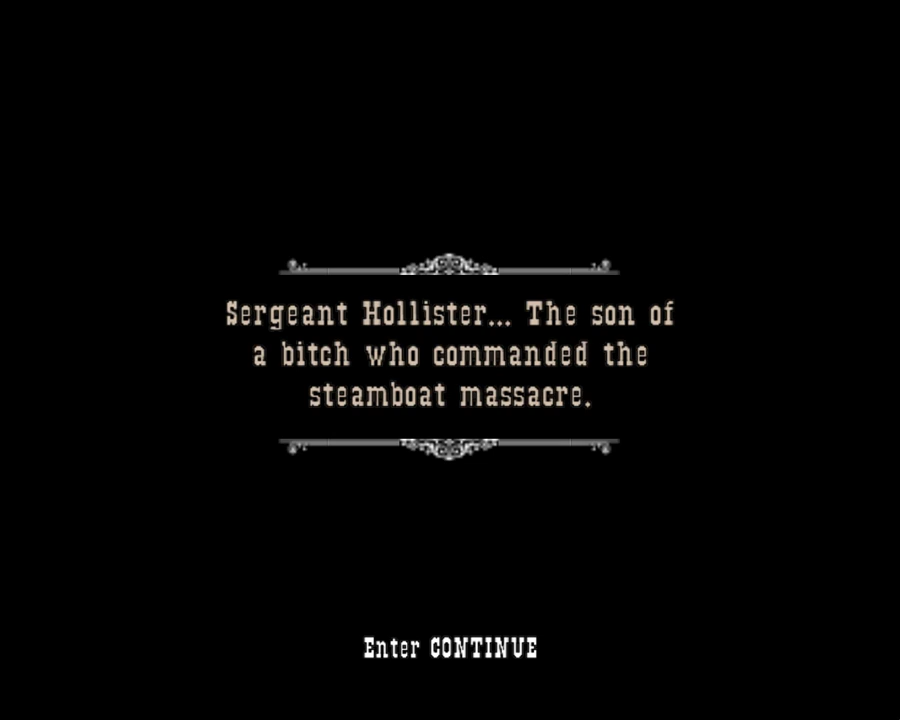 Sergeant Hollister... The son of
a bitch who commanded the
steamboat massacre.
Enter CONTINUE